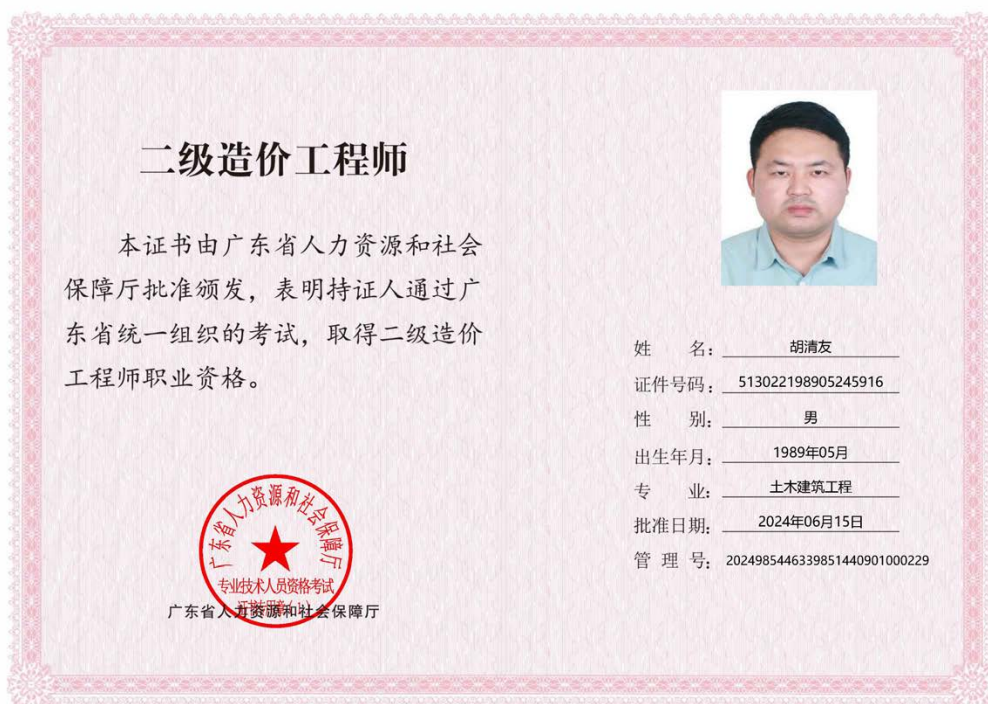 二级造价工程师
本证书由广东省人力资源和社会
保障厅批准颁发，表明持证人通过广
东省统一组织的考试，取得二级造价
工程师职业资格。
广东省人力资源和社会保障厅
专业技术人员资格考试
广东省人力资源和社会保障厅
姓 名：胡清友
证件号码：513022198905245916
性 别：男
出生年月：1989年05月
专 业：土木建筑工程
批准日期：2024年06月15日
管 理 号：20249854463398514409010​00229